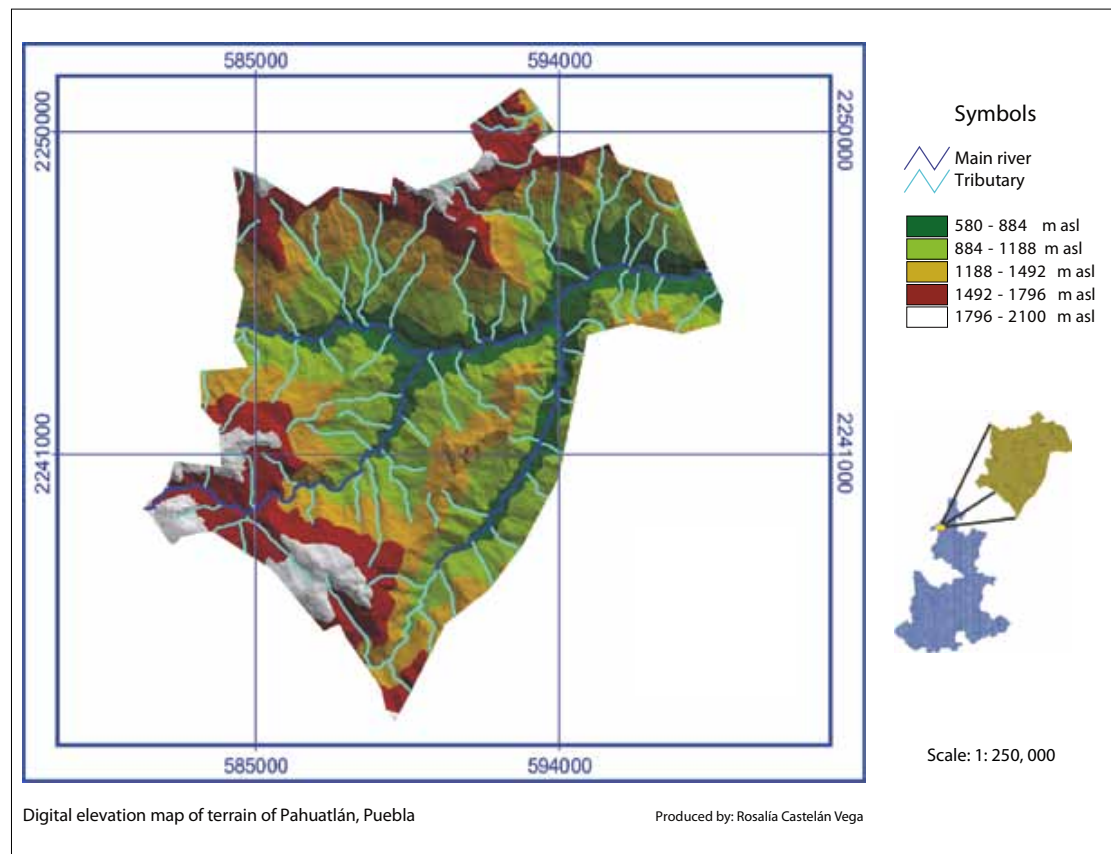 585000
594000
2250000
2250000
2241000
2241000
585000
594000
Symbols
Main river
Tributary
580 - 884 m asl
884 - 1188 m asl
1188 - 1492 m asl
1492 - 1796 m asl
1796 - 2100 m asl
Scale: 1: 250, 000
Digital elevation map of terrain of Pahuatlán, Puebla
Produced by: Rosalía Castelán Vega